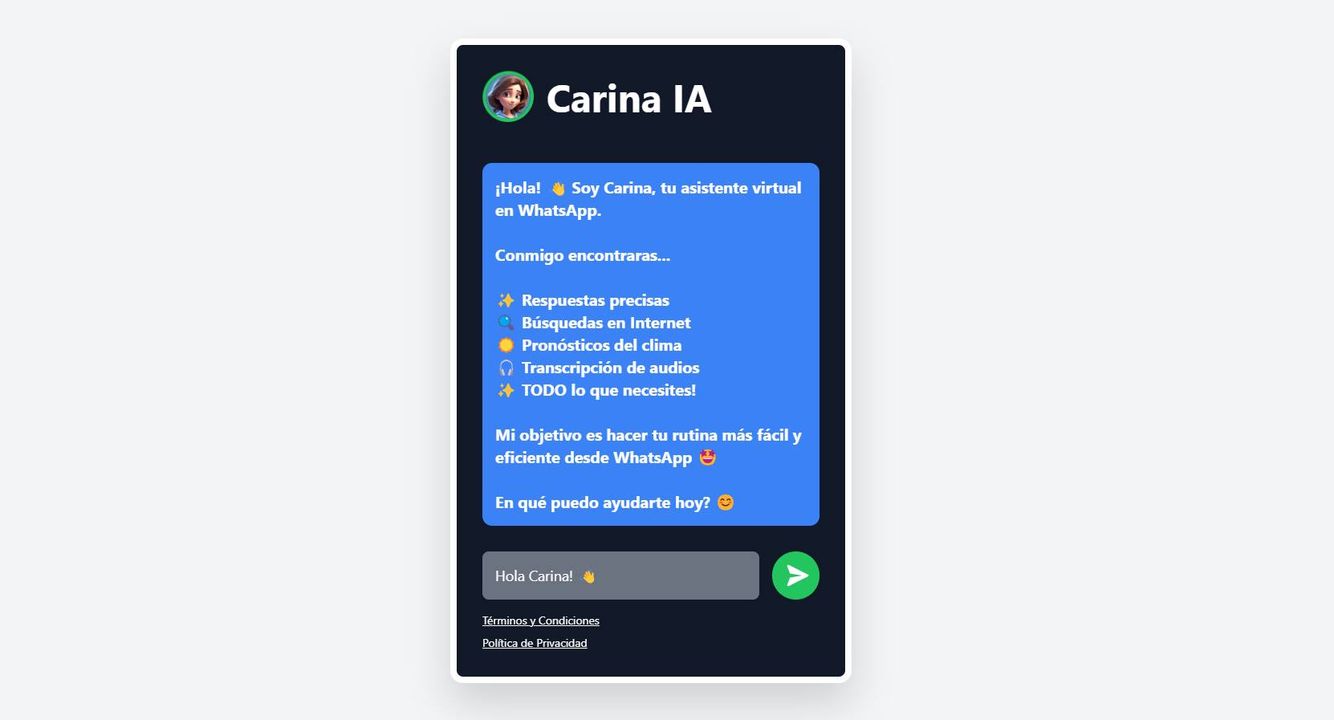 Carina IA
¡Hola! 👋 Soy Carina, tu asistente virtual
en WhatsApp.
Conmigo encontraras...
✨ Respuestas precisas
🔍 Búsquedas en Internet
☀️ Pronósticos del clima
🎧 Transcripción de audios
✨ TODO lo que necesites!
Mi objetivo es hacer tu rutina más fácil y
eficiente desde WhatsApp 🤩
En qué puedo ayudarte hoy? 😊
Hola Carina! 👋
Términos y Condiciones
Política de Privacidad